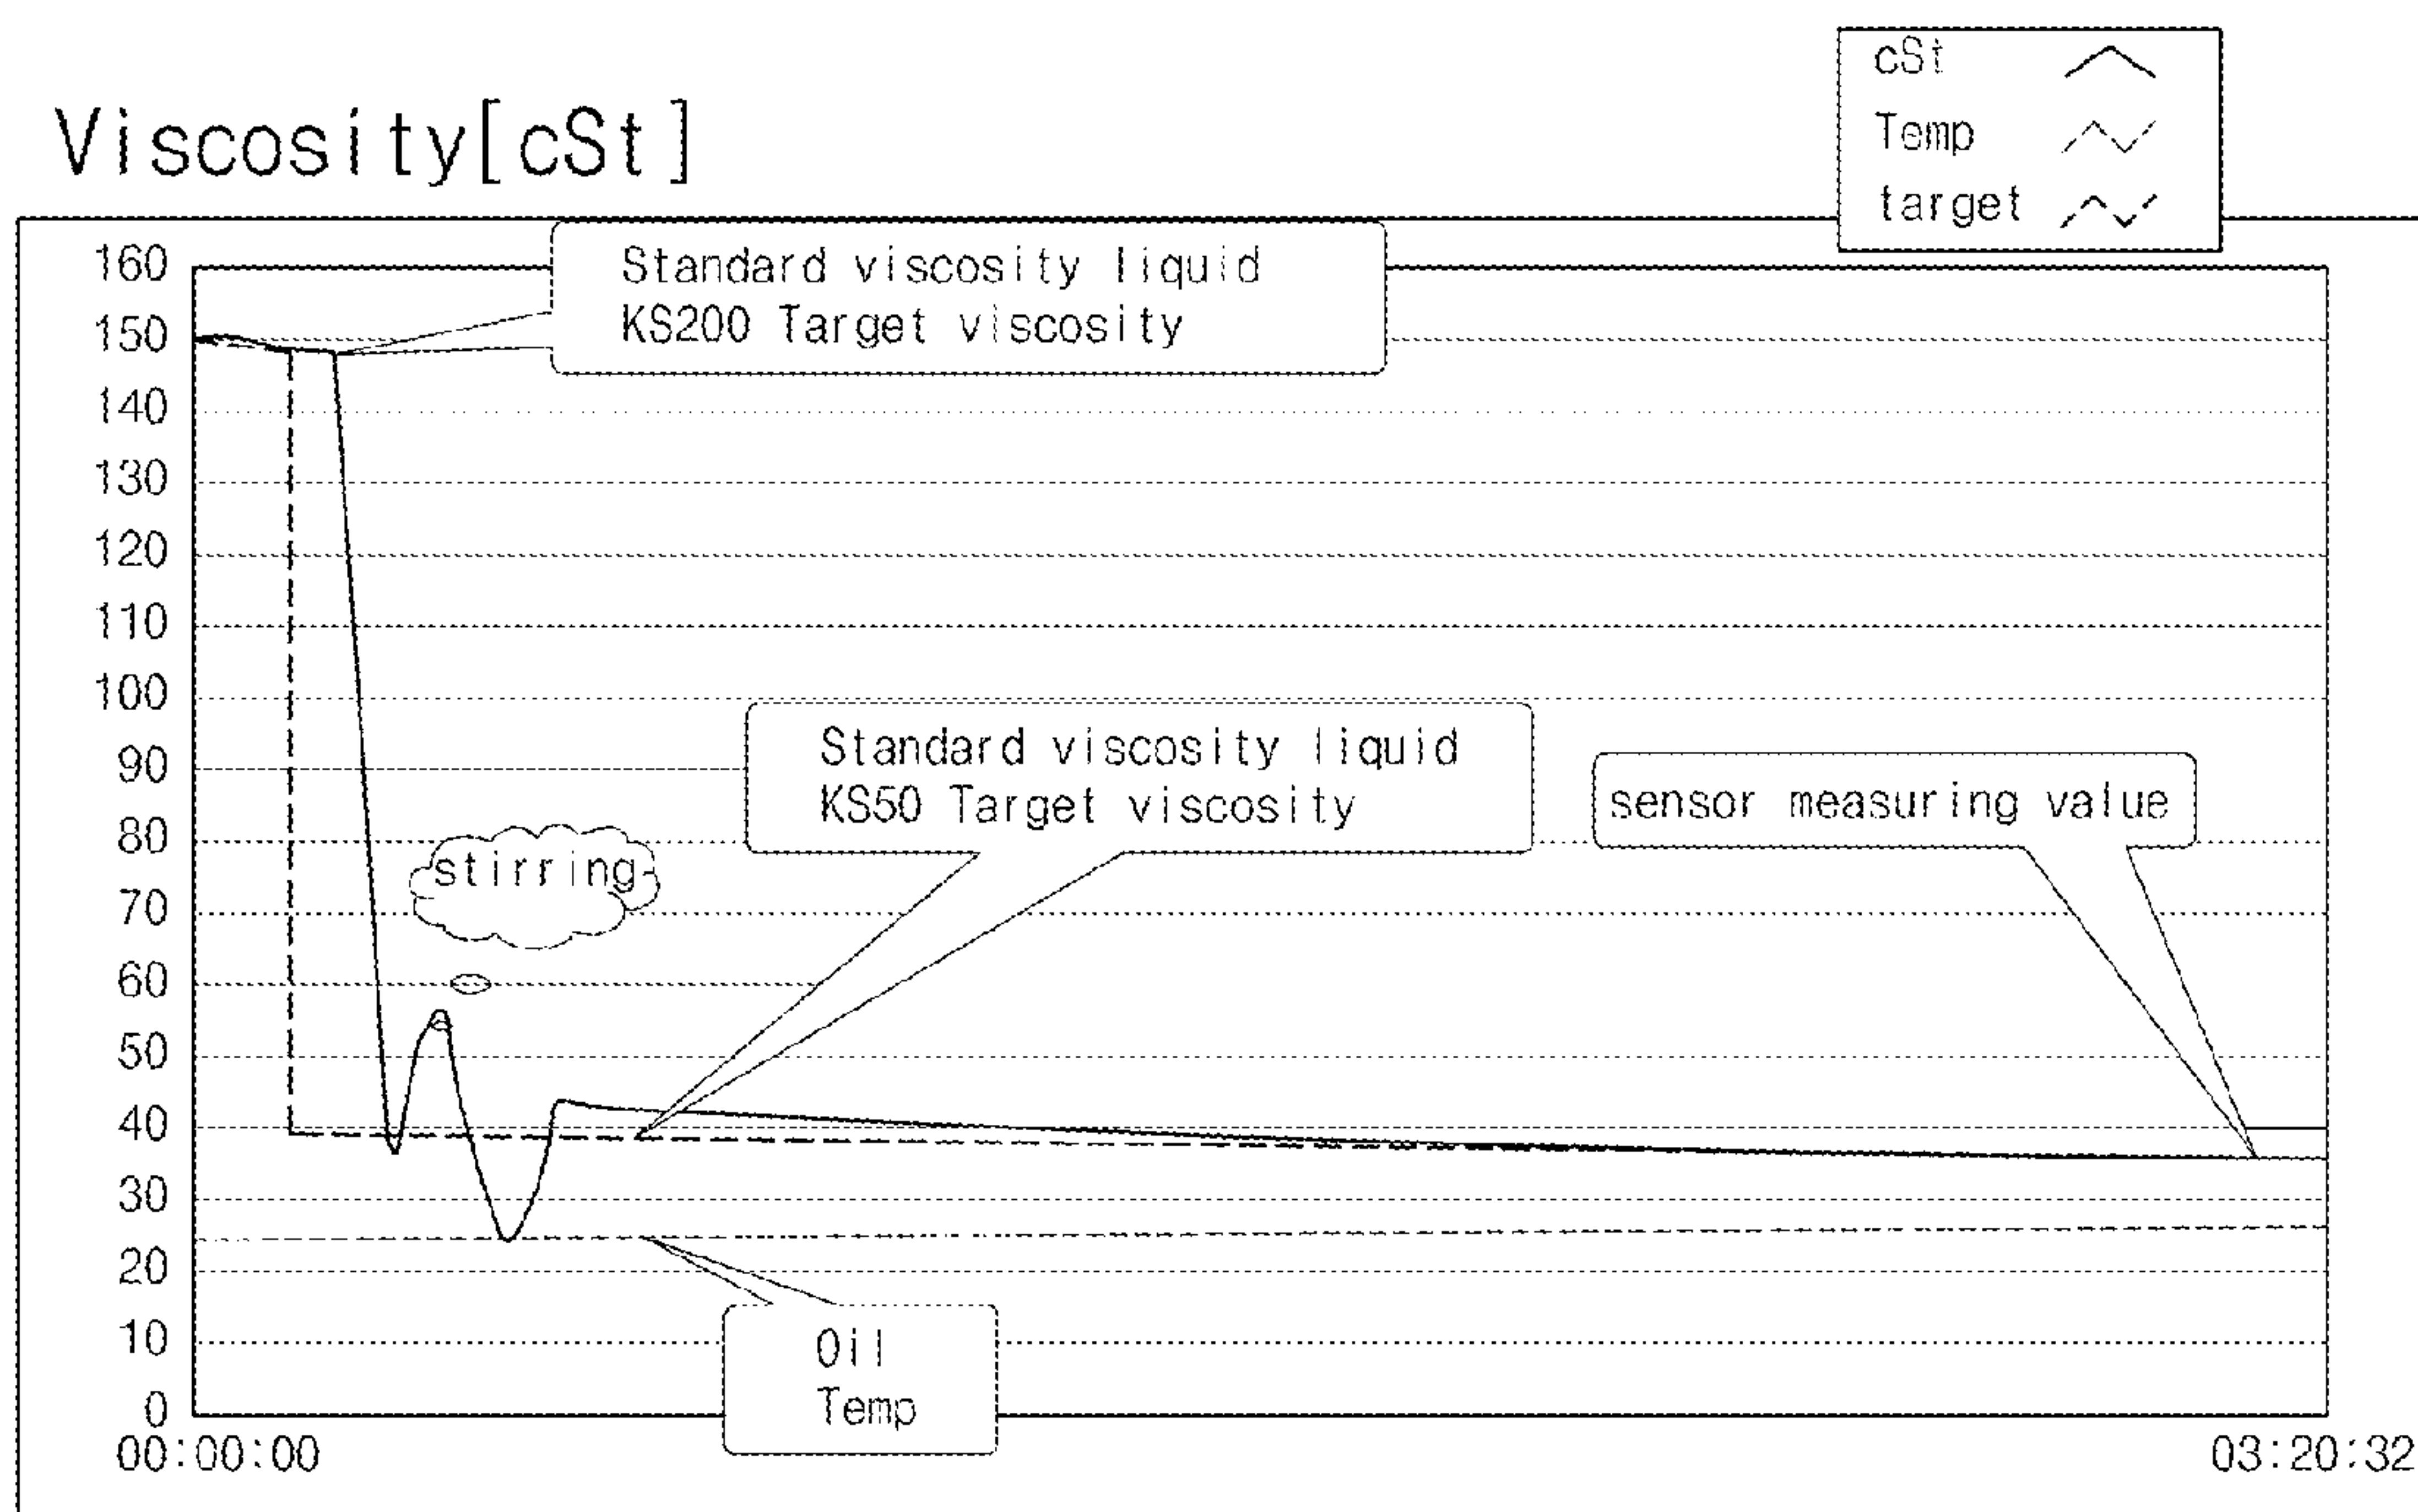 Viscosity[cSt]
cSt
Temp
target
Standard viscosity liquid
KS200 Target viscosity
160
150
140
130
120
110
100
90
80
70
60
50
40
30
20
10
0
Standard viscosity liquid
KS50 Target viscosity
sensor measuring value
stirring
Oil
Temp
00:00:00
03:20:32